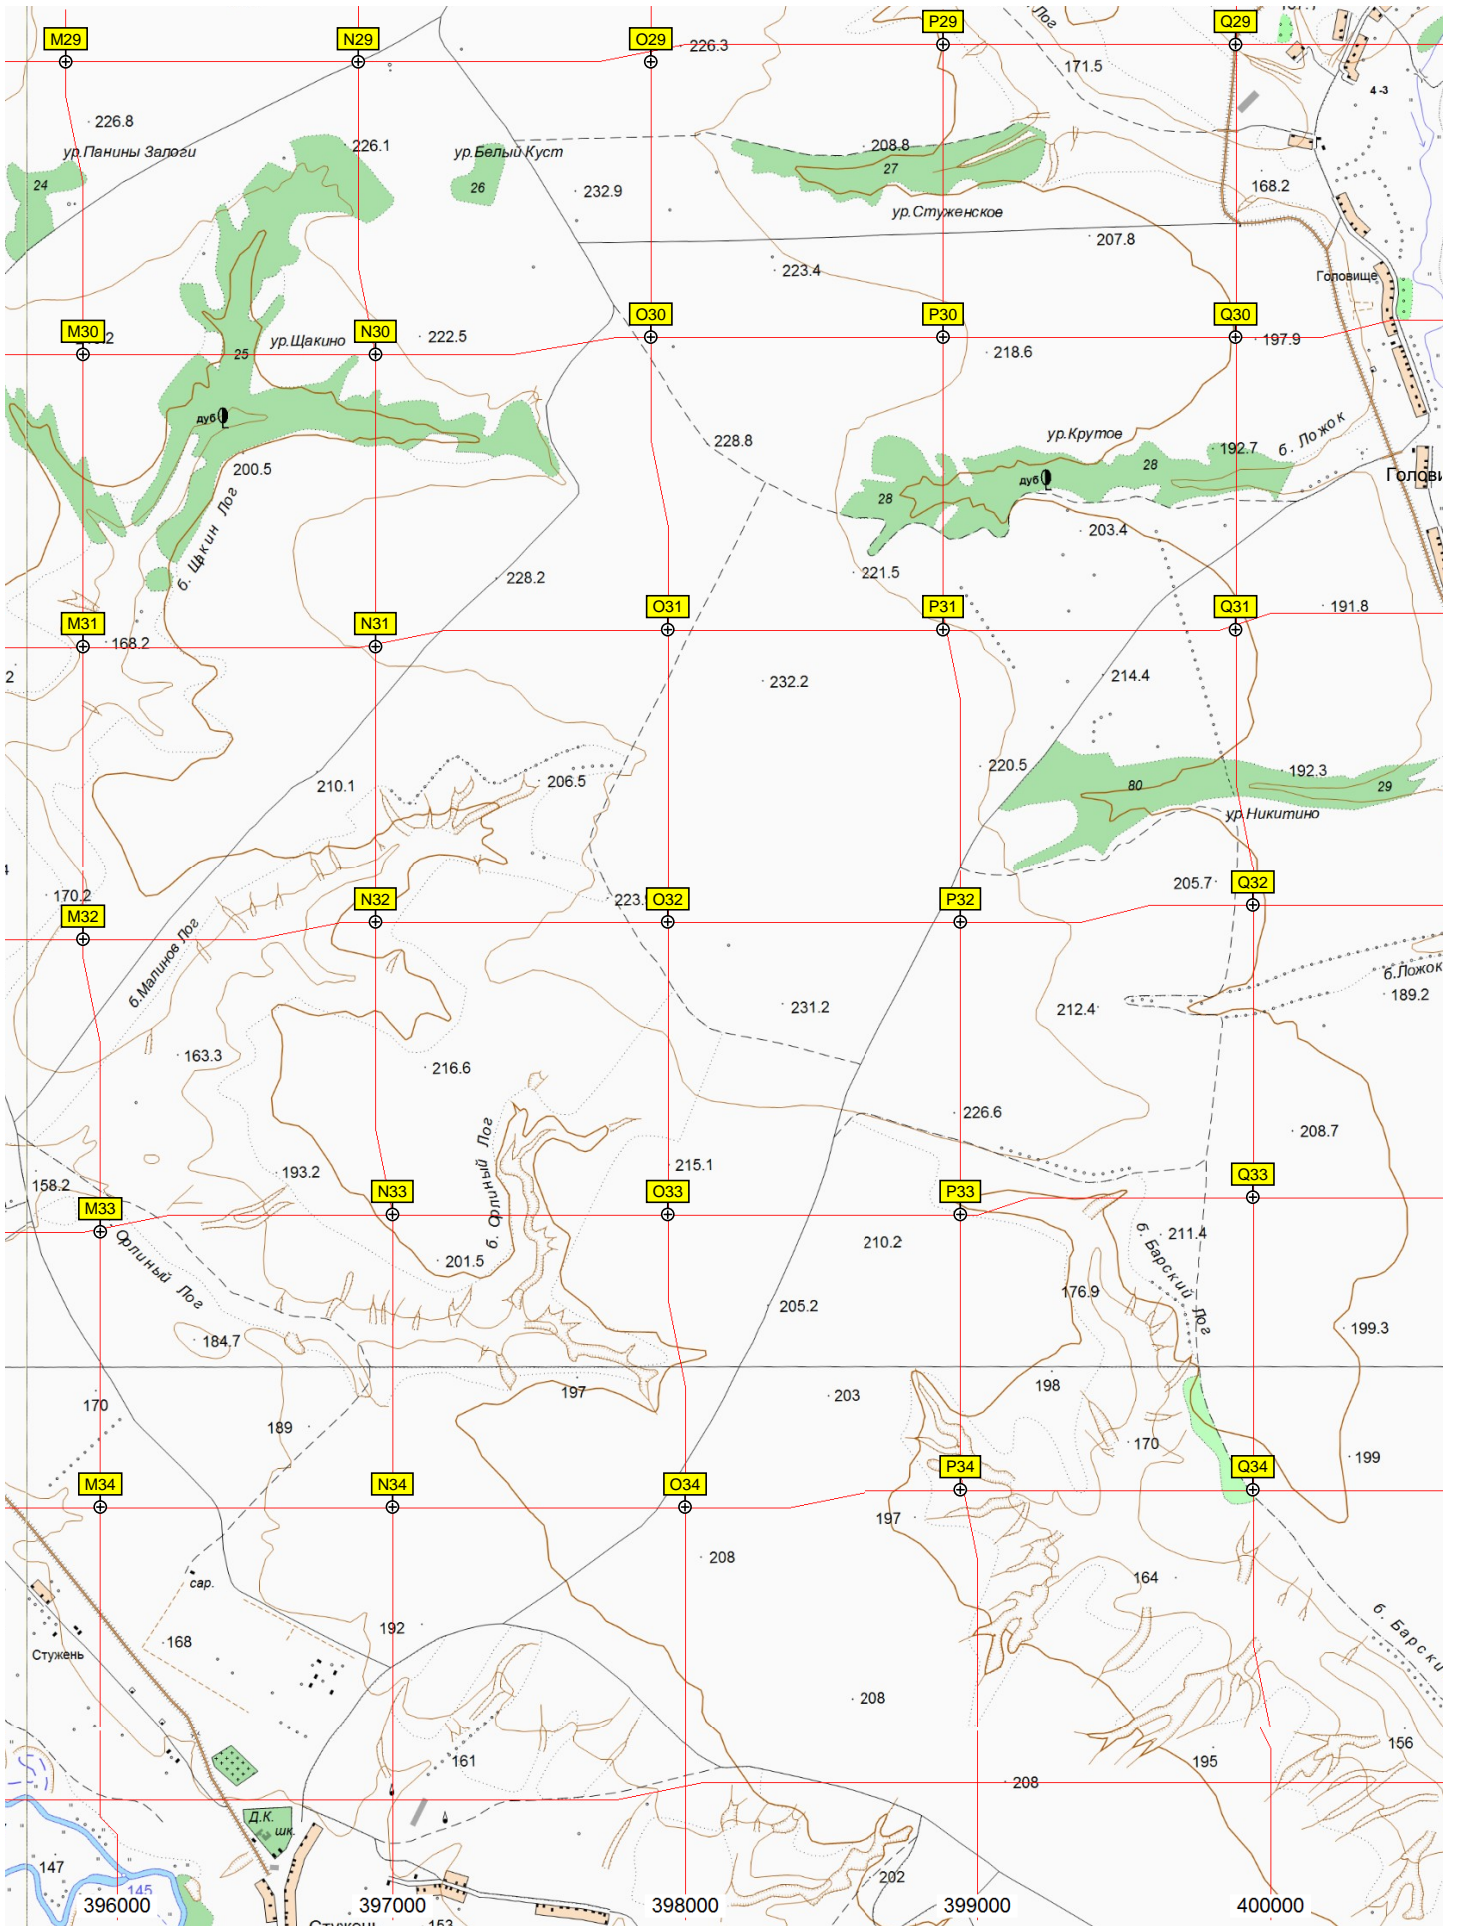 M29 N29 O29 226.3 P29 Q29
171.5
4-3
226.8
ур.Панины Залоги 226.1 ур.Белый Куст 208.8
24 26 232.9 27 168.2
ур.Стуженское
207.8
223.4 Головище
M30 N30 222.5 O30 P30 Q30
ур.Щакино 218.6 197.9
25
дуб
228.8 ур.Крутое 192.7 б. Ложок
200.5 28 дуб 28
203.4
б. Щакин Лог 228.2 221.5
M31 N31 O31 P31 Q31 191.8
168.2
232.2 214.4
210.1 206.5 220.5 80 192.3 29
ур.Никитино
170.2 205.7
M32 N32 O32 P32 Q32
б.Малинов Лог
б.Ложок
231.2 212.4 189.2
163.3 216.6
226.6 208.7
158.2 193.2 б. Орлиный Лог 215.1
M33 N33 O33 P33 Q33
Орлиный Лог 201.5 210.2 б. Барский Лог 211.4
205.2 176.9
184.7 199.3
170 189 197 203 198
170 199
M34 N34 O34 P34 Q34
197
208
сар. 164
192
168 б. Барски
Стужень
208
161 195 156
208
Д.К.
шк.
147 145 202
396000 397000 398000 399000 400000
153